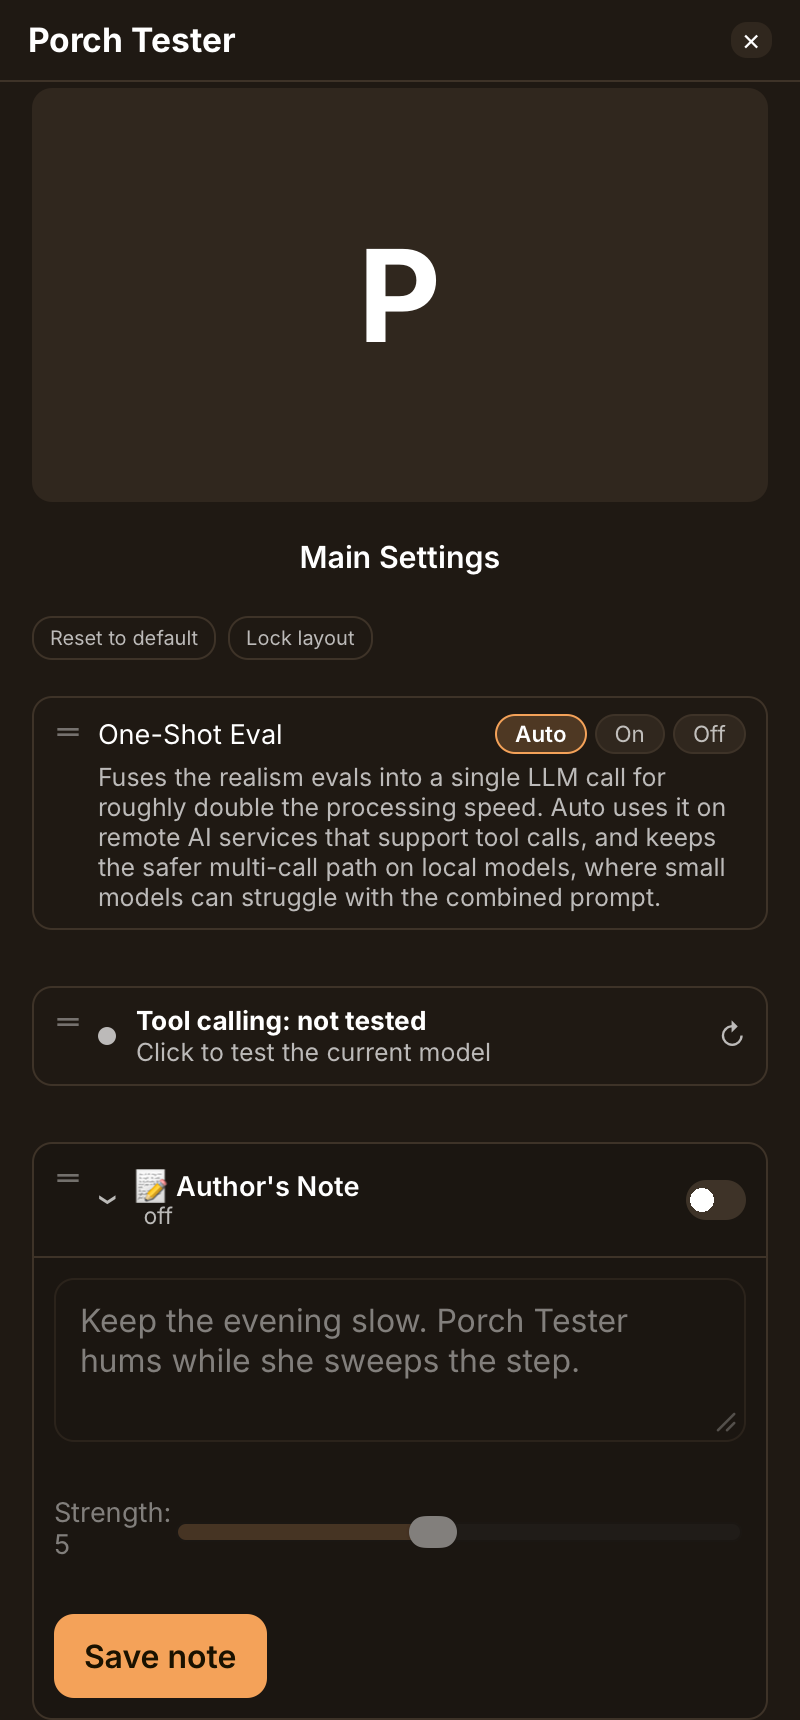 Porch Tester
P
Main Settings
Reset to default
Lock layout
One-Shot Eval
Auto
On
Off
Fuses the realism evals into a single LLM call for
roughly double the processing speed. Auto uses it on
remote AI services that support tool calls, and keeps
the safer multi-call path on local models, where small
models can struggle with the combined prompt.
Tool calling: not tested
Click to test the current model
📝 Author's Note
off
Keep the evening slow. Porch Tester
hums while she sweeps the step.
Strength:
5
Save note